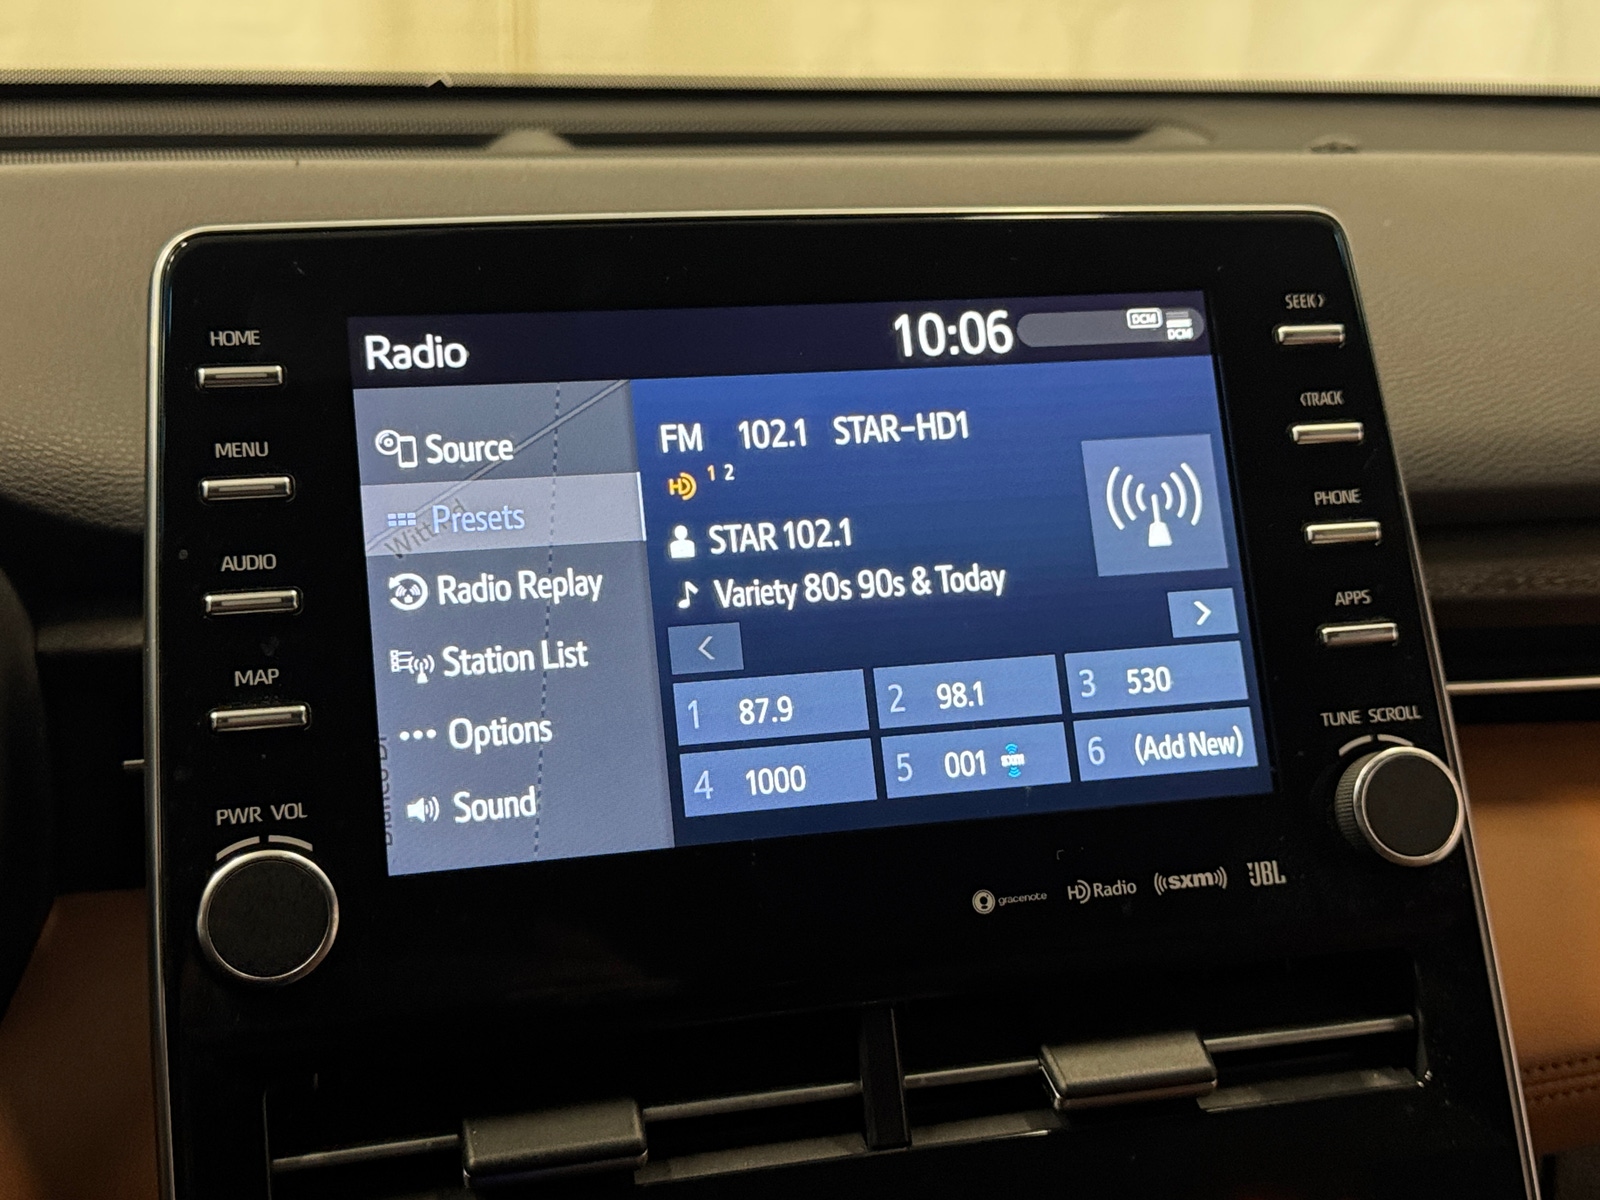 HOME
MENU
AUDIO
MAP
PWR VOL
Radio
10:06
DCM
DCM
Source
Presets
Radio Replay
Station List
Options
Sound
FM 102.1 STAR-HD1
HD 1 2
STAR 102.1
Variety 80s 90s & Today
1 87.9
2 98.1
3 530
4 1000
5 001 sxm
6 (Add New)
gracenote
HD Radio
((sxm))
JBL
SEEK>
<TRACK
PHONE
APPS
TUNE SCROLL